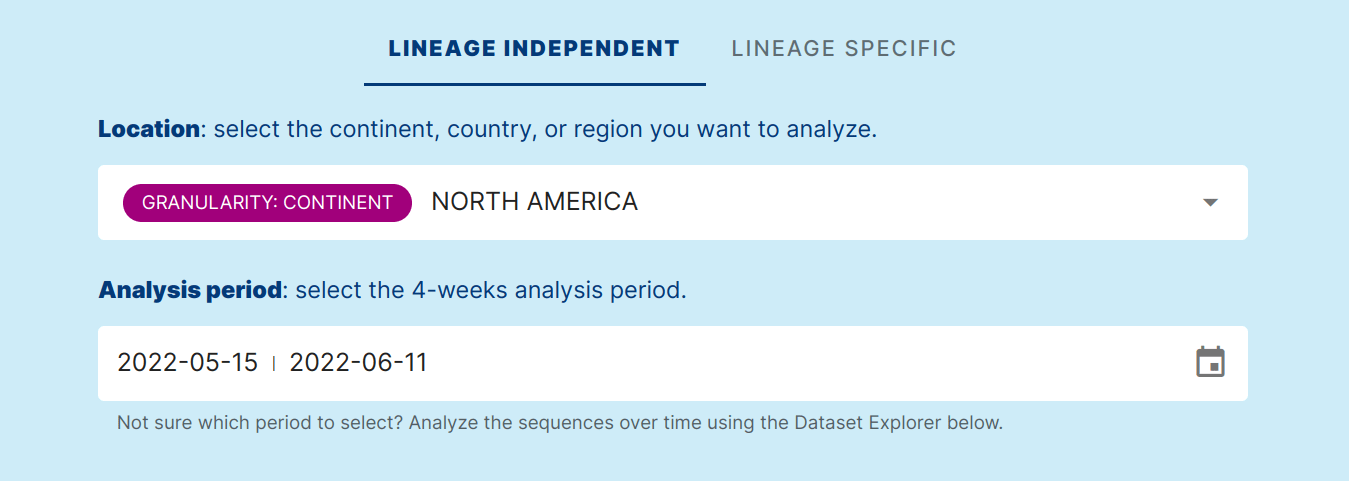 LINEAGE INDEPENDENT LINEAGE SPECIFIC
Location: select the continent, country, or region you want to analyze.
GRANULARITY: CONTINENT NORTH AMERICA
Analysis period: select the 4-weeks analysis period.
2022-05-15 | 2022-06-11
Not sure which period to select? Analyze the sequences over time using the Dataset Explorer below.